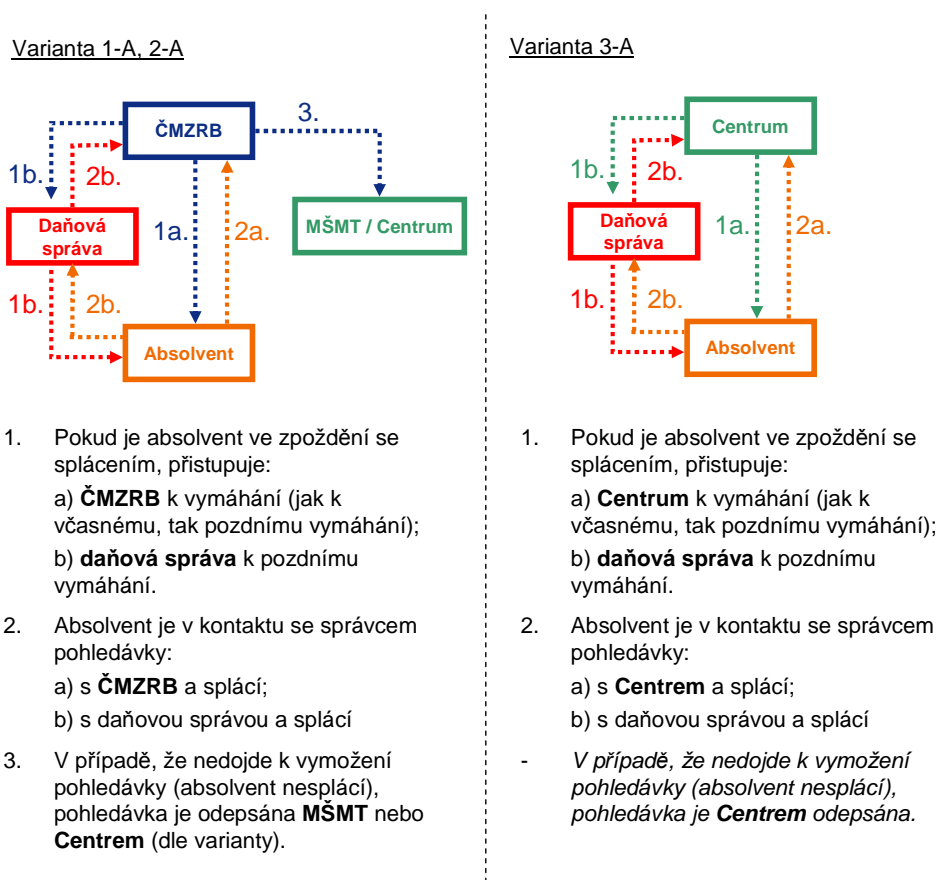 Varianta 1-A, 2-A
ČMZRB
3.
1b.
2b.
Daňová
správa
1a.
2a.
MŠMT / Centrum
1b.
2b.
Absolvent
1. Pokud je absolvent ve zpoždění se
splácením, přistupuje:
a) ČMZRB k vymáhání (jak k
včasnému, tak pozdnímu vymáhání);
b) daňová správa k pozdnímu
vymáhání.
2. Absolvent je v kontaktu se správcem
pohledávky:
a) s ČMZRB a splácí;
b) s daňovou správou a splácí
3. V případě, že nedojde k vymožení
pohledávky (absolvent nesplácí),
pohledávka je odepsána MŠMT nebo
Centrem (dle varianty).
Varianta 3-A
Centrum
1b.
2b.
Daňová
správa
1a.
2a.
1b.
2b.
Absolvent
1. Pokud je absolvent ve zpoždění se
splácením, přistupuje:
a) Centrum k vymáhání (jak k
včasnému, tak pozdnímu vymáhání);
b) daňová správa k pozdnímu
vymáhání.
2. Absolvent je v kontaktu se správcem
pohledávky:
a) s Centrem a splácí;
b) s daňovou správou a splácí
- V případě, že nedojde k vymožení
pohledávky (absolvent nesplácí),
pohledávka je Centrem odepsána.